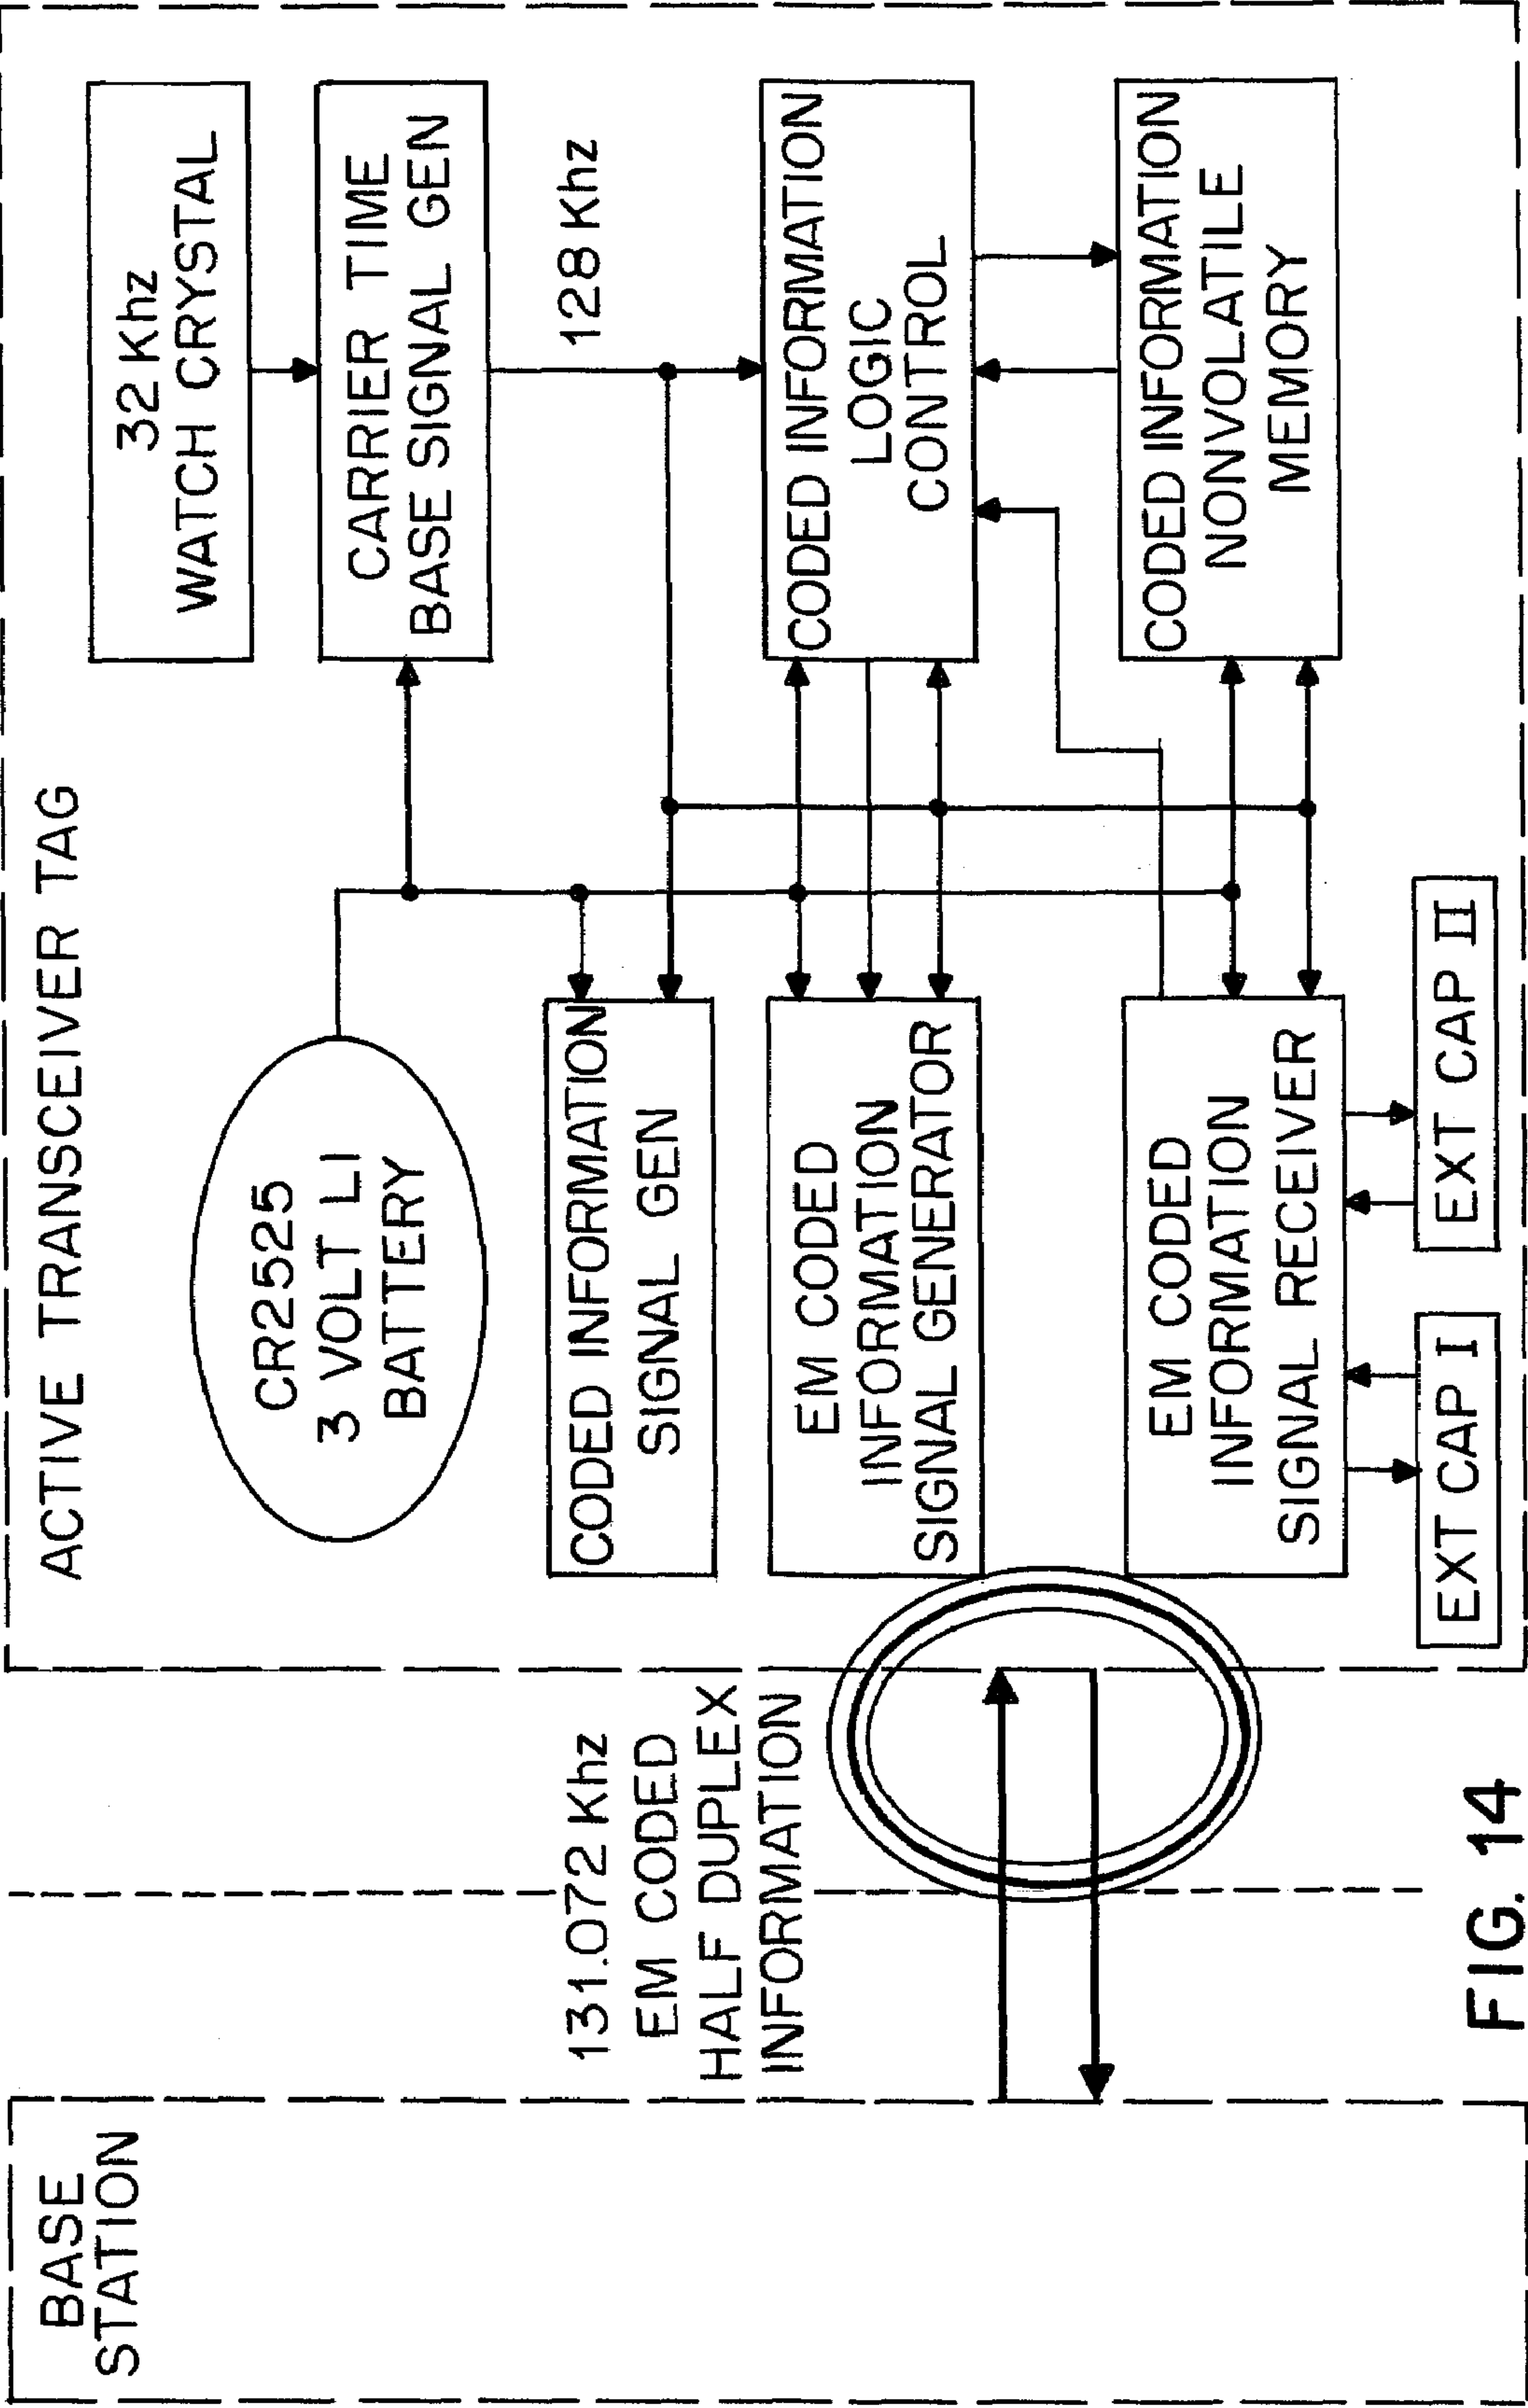 BASE
STATION
131.072 Khz
EM CODED
HALF DUPLEX
INFORMATION
ACTIVE TRANSCEIVER TAG
CR2525
3 VOLT LI
BATTERY
32 Khz
WATCH CRYSTAL
CARRIER TIME
BASE SIGNAL GEN
128 Khz
CODED INFORMATION
SIGNAL GEN
EM CODED
INFORMATION
SIGNAL GENERATOR
CODED INFORMATION
LOGIC
CONTROL
EM CODED
INFORMATION
SIGNAL RECEIVER
CODED INFORMATION
NONVOLATILE
MEMORY
EXT CAP I
EXT CAP II
FIG. 14